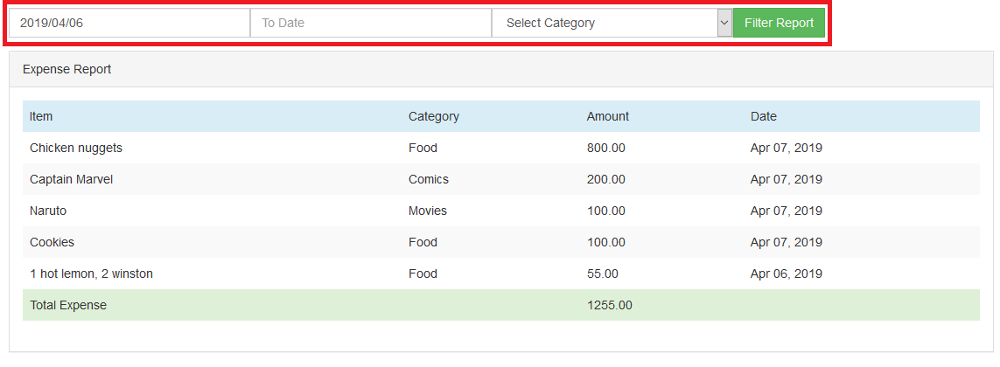 2019/04/06 To Date Select Category Filter Report
Expense Report
Item Category Amount Date
Chicken nuggets Food 800.00 Apr 07, 2019
Captain Marvel Comics 200.00 Apr 07, 2019
Naruto Movies 100.00 Apr 07, 2019
Cookies Food 100.00 Apr 07, 2019
1 hot lemon, 2 winston Food 55.00 Apr 06, 2019
Total Expense 1255.00